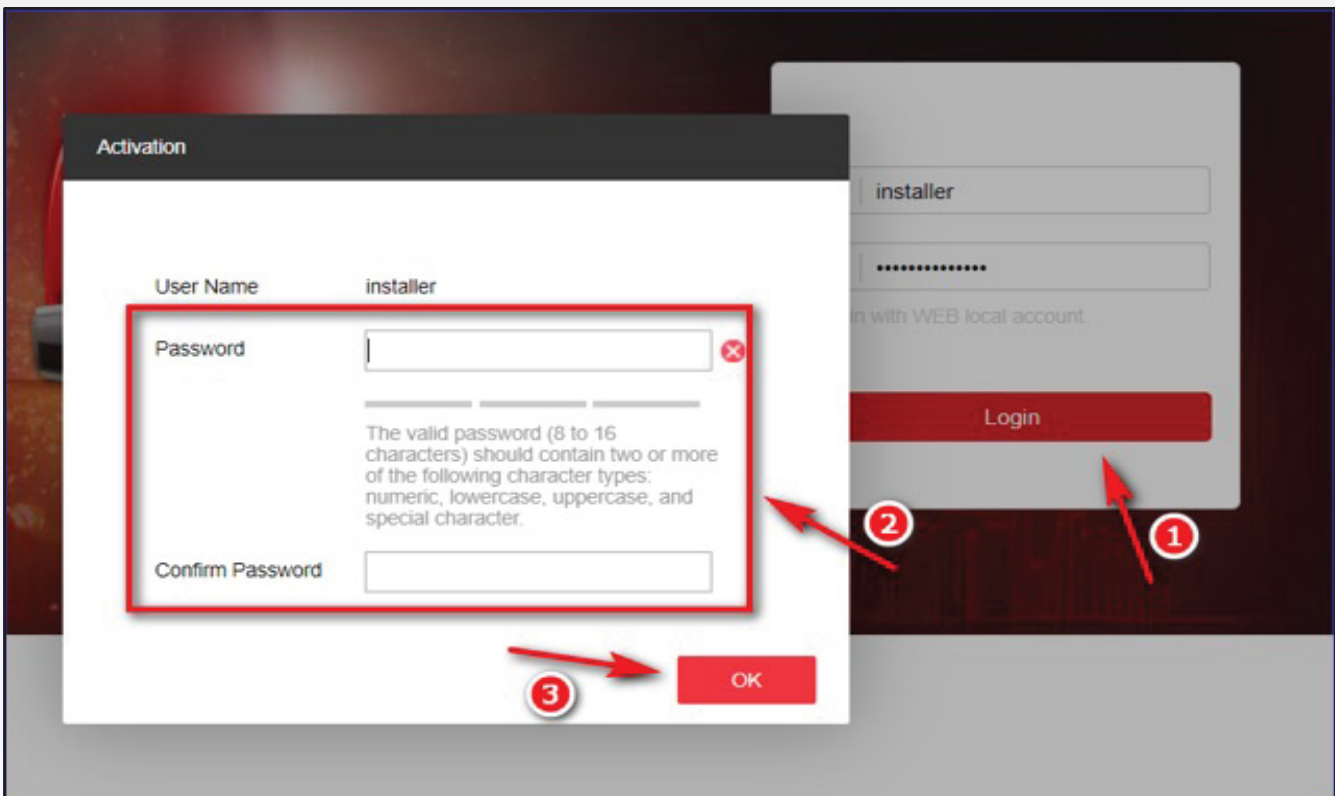 Activation
User Name installer
Password
The valid password (8 to 16
characters) should contain two or more
of the following character types:
numeric, lowercase, uppercase, and
special character.
Confirm Password
OK
installer
••••••••••••••
n with WEB local account.
Login
1
2
3